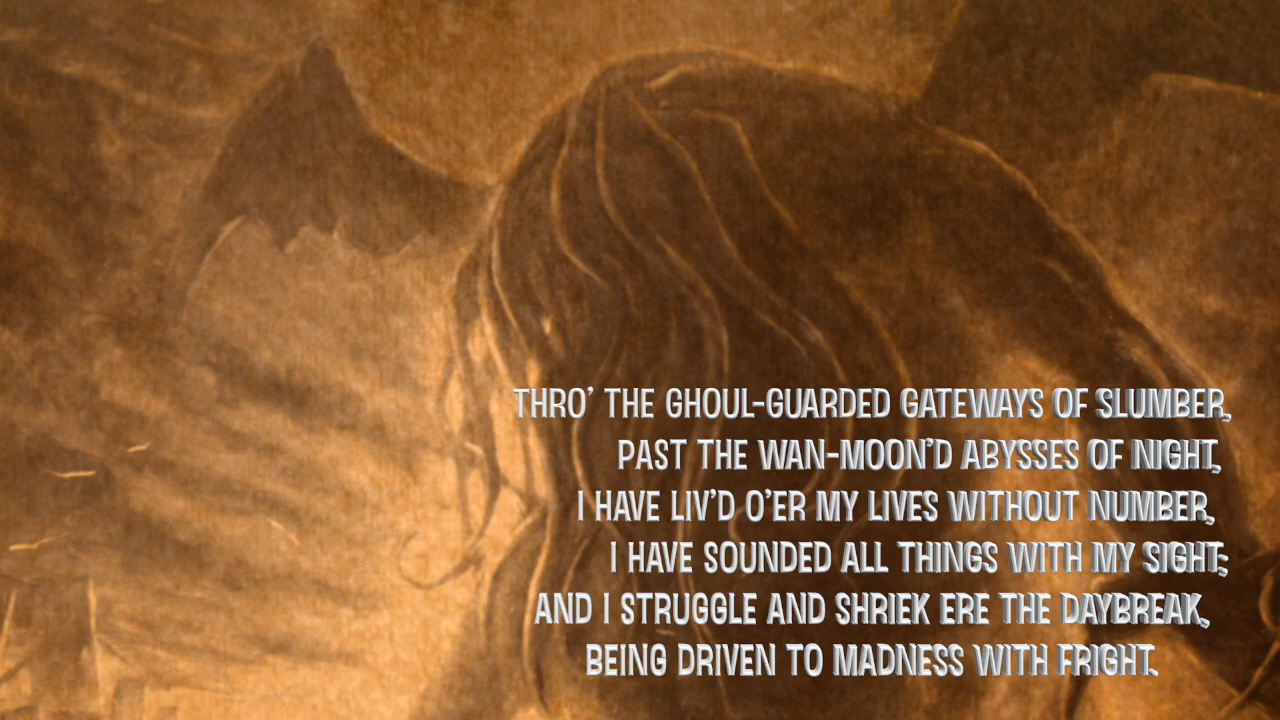 THRO' THE GHOUL-GUARDED GATEWAYS OF SLUMBER,
PAST THE WAN-MOON'D ABYSSES OF NIGHT,
I HAVE LIV'D O'ER MY LIVES WITHOUT NUMBER,
I HAVE SOUNDED ALL THINGS WITH MY SIGHT;
AND I STRUGGLE AND SHRIEK ERE THE DAYBREAK,
BEING DRIVEN TO MADNESS WITH FRIGHT.